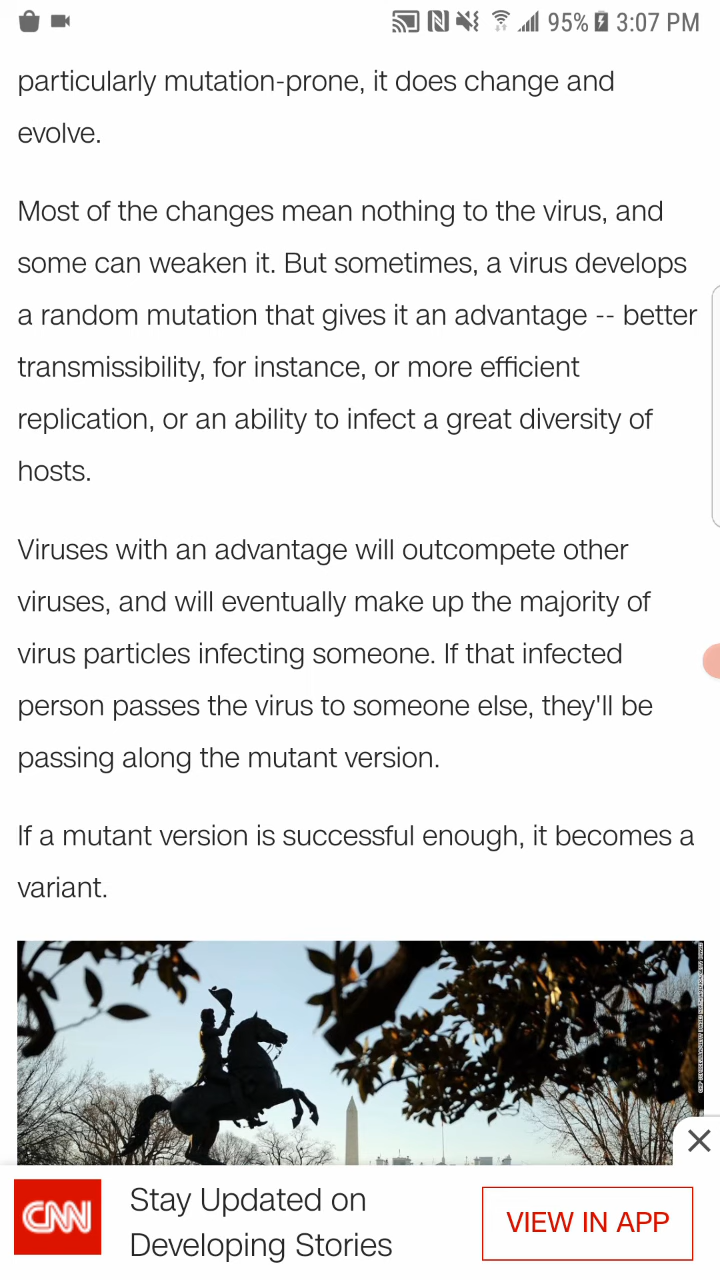 95% 3:07 PM
particularly mutation-prone, it does change and
evolve.
Most of the changes mean nothing to the virus, and
some can weaken it. But sometimes, a virus develops
a random mutation that gives it an advantage -- better
transmissibility, for instance, or more efficient
replication, or an ability to infect a great diversity of
hosts.
Viruses with an advantage will outcompete other
viruses, and will eventually make up the majority of
virus particles infecting someone. If that infected
person passes the virus to someone else, they'll be
passing along the mutant version.
If a mutant version is successful enough, it becomes a
variant.
CNN
Stay Updated on
Developing Stories
VIEW IN APP